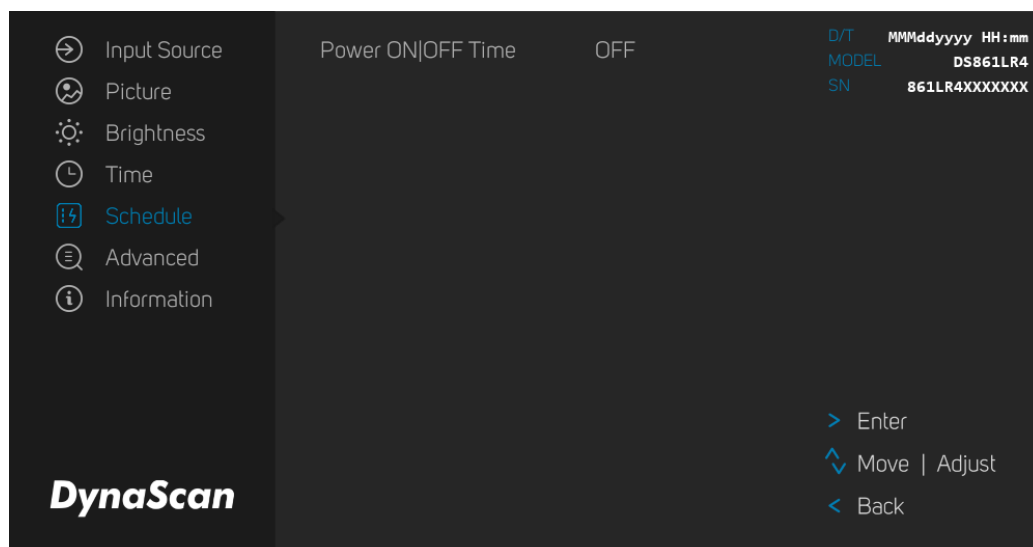 Input Source
Picture
Brightness
Time
Schedule
Advanced
Information
DynaScan
Power ON|OFF Time OFF
D/T MMMddyyyy HH:mm
MODEL DS861LR4
SN 861LR4XXXXXXX
> Enter
Move | Adjust
< Back